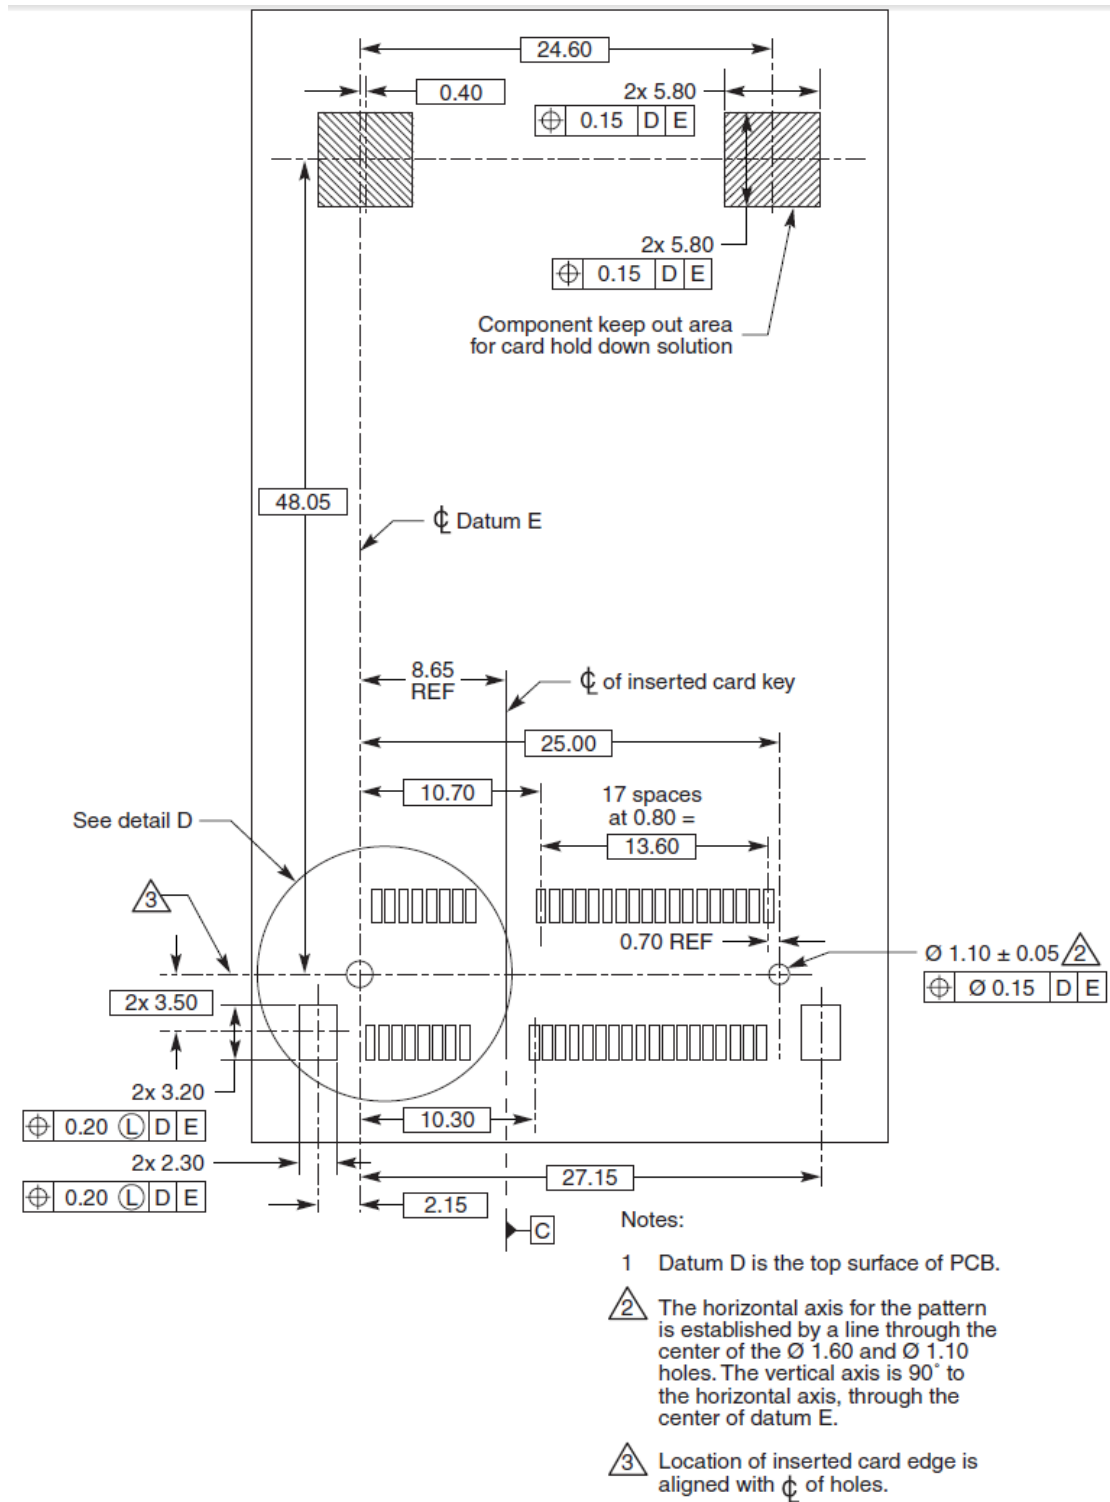 24.60
0.40
2x 5.80
⌖ 0.15 D E
2x 5.80
⌖ 0.15 D E
Component keep out area
for card hold down solution
48.05
℄ Datum E
8.65
REF
℄ of inserted card key
25.00
10.70
17 spaces
at 0.80 =
13.60
See detail D
3
0.70 REF
Ø 1.10 ± 0.05 2
⌖ Ø 0.15 D E
2x 3.50
2x 3.20
⌖ 0.20 Ⓛ D E
10.30
2x 2.30
⌖ 0.20 Ⓛ D E
27.15
2.15
C
Notes:
1 Datum D is the top surface of PCB.
2 The horizontal axis for the pattern
is established by a line through the
center of the Ø 1.60 and Ø 1.10
holes. The vertical axis is 90˚ to
the horizontal axis, through the
center of datum E.
3 Location of inserted card edge is
aligned with ℄ of holes.